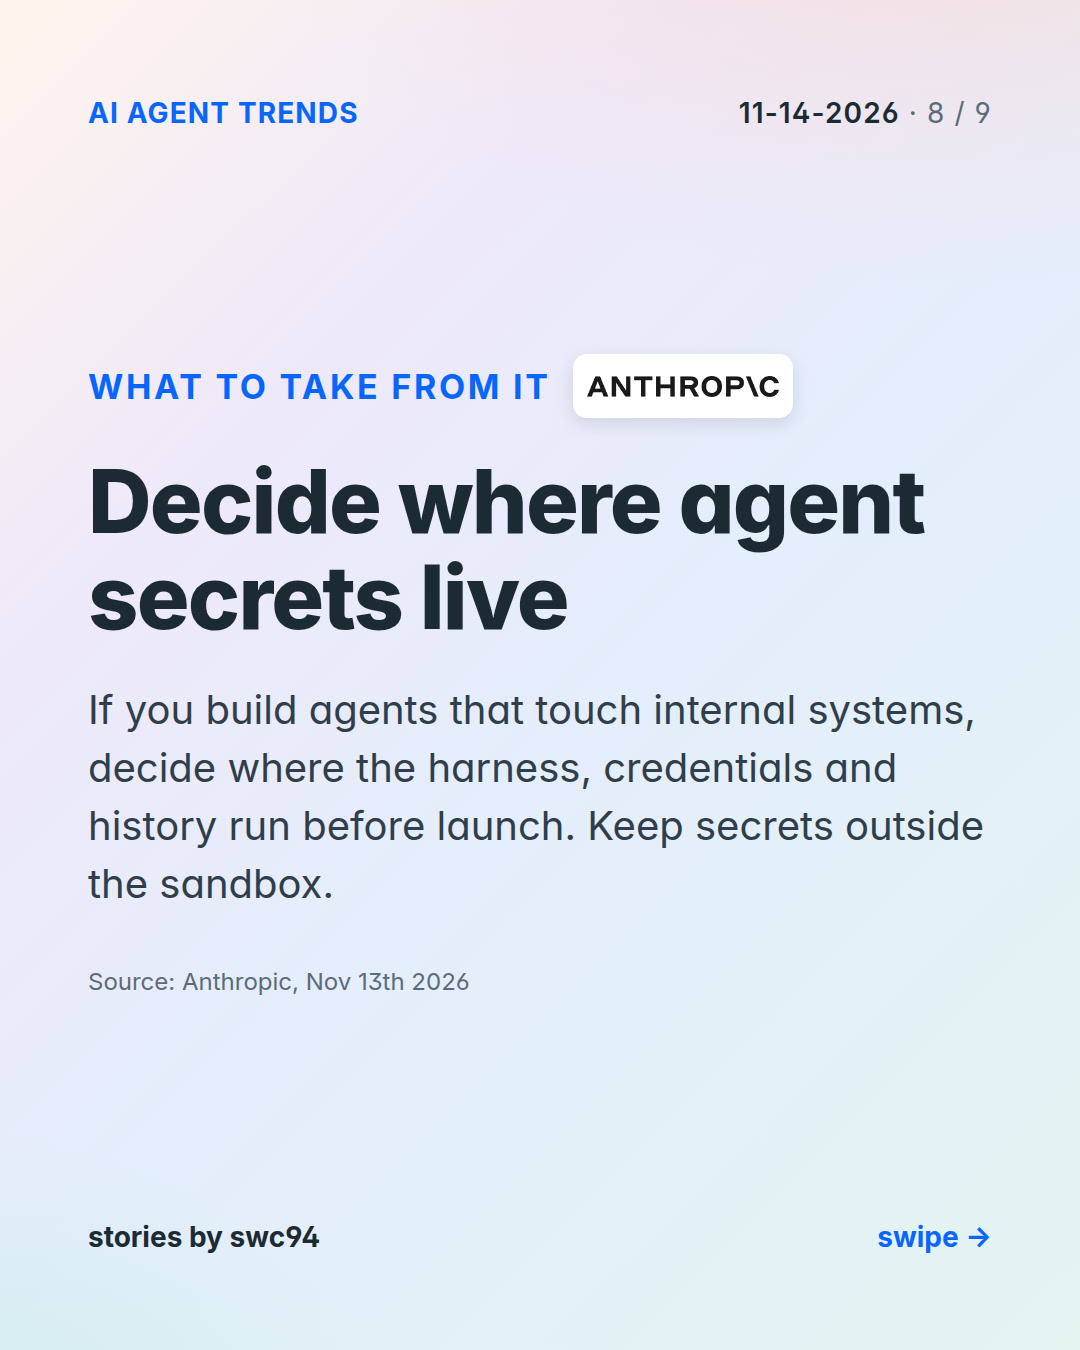 AI AGENT TRENDS
11-14-2026 · 8 / 9
WHAT TO TAKE FROM IT
ANTHROP\C
Decide where agent
secrets live
If you build agents that touch internal systems,
decide where the harness, credentials and
history run before launch. Keep secrets outside
the sandbox.
Source: Anthropic, Nov 13th 2026
stories by swc94
swipe →